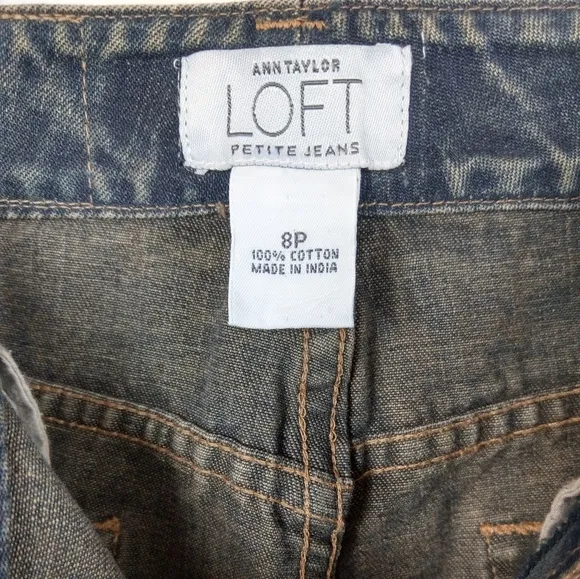 ANN TAYLOR
LOFT
PETITE JEANS
8P
100% COTTON
MADE IN INDIA